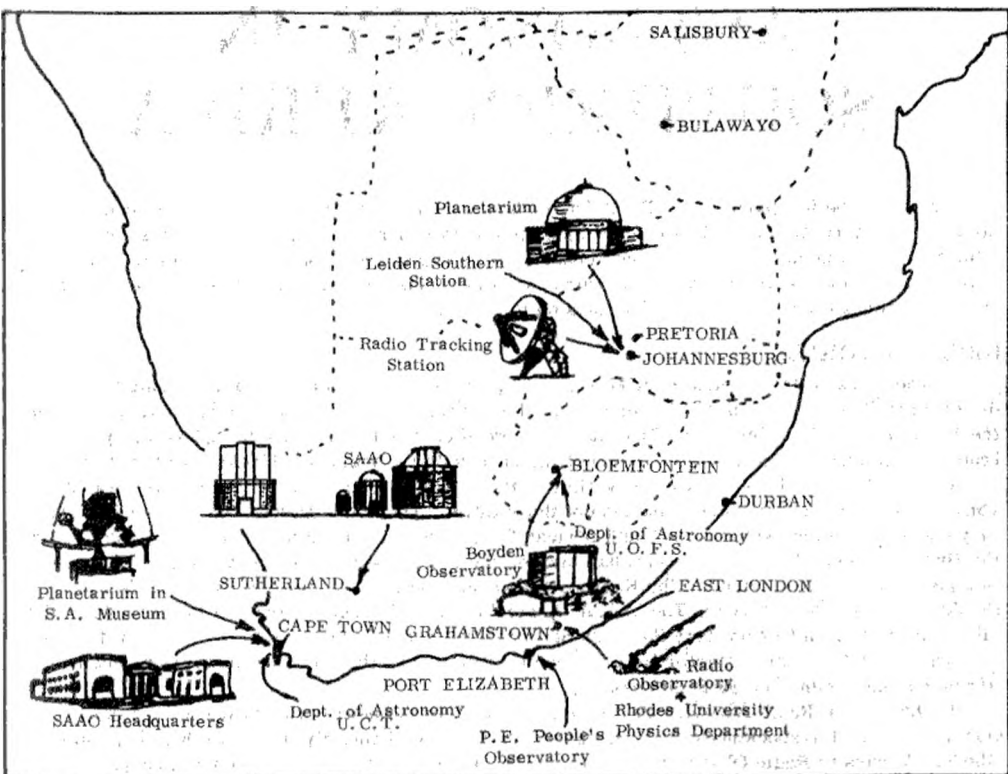 SALISBURY
BULAWAYO
Planetarium
Leiden Southern
Station
Radio Tracking
Station
PRETORIA
JOHANNESBURG
SAAO
BLOEMFONTEIN
DURBAN
Dept. of Astronomy
U.O.F.S.
Boyden
Observatory
SUTHERLAND
EAST LONDON
Planetarium in
S.A. Museum
CAPE TOWN
GRAHAMSTOWN
PORT ELIZABETH
Radio
Observatory
+
Rhodes University
Physics Department
SAAO Headquarters
Dept. of Astronomy
U.C.T.
P.E. People's
Observatory